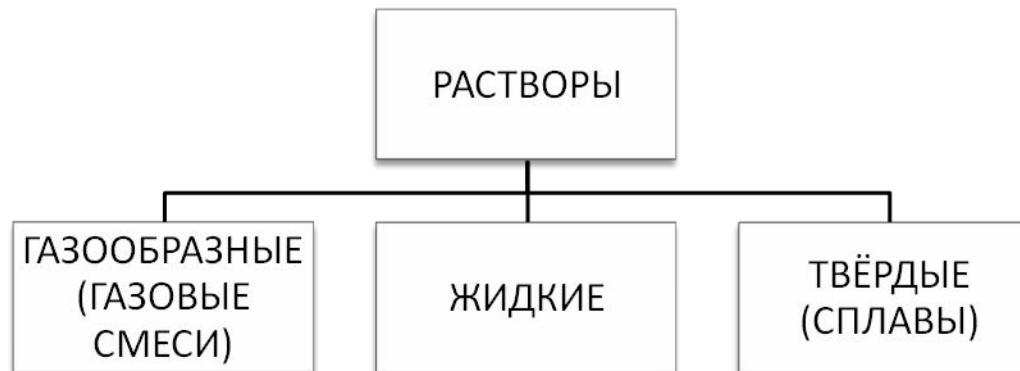 РАСТВОРЫ
ГАЗООБРАЗНЫЕ
(ГАЗОВЫЕ
СМЕСИ)
ЖИДКИЕ
ТВЁРДЫЕ
(СПЛАВЫ)